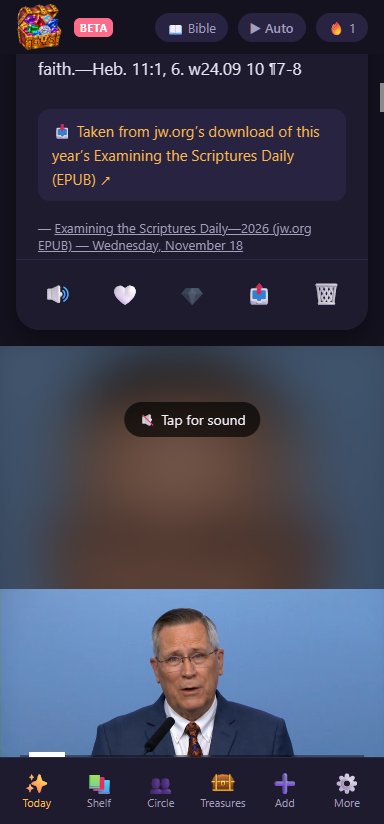 BETA
Bible
Auto
1
faith.—Heb. 11:1, 6. w24.09 10 ¶7-8
Taken from jw.org’s download of this
year’s Examining the Scriptures Daily
(EPUB) ↗
— Examining the Scriptures Daily—2026 (jw.org
EPUB) — Wednesday, November 18
Tap for sound
Today
Shelf
Circle
Treasures
Add
More